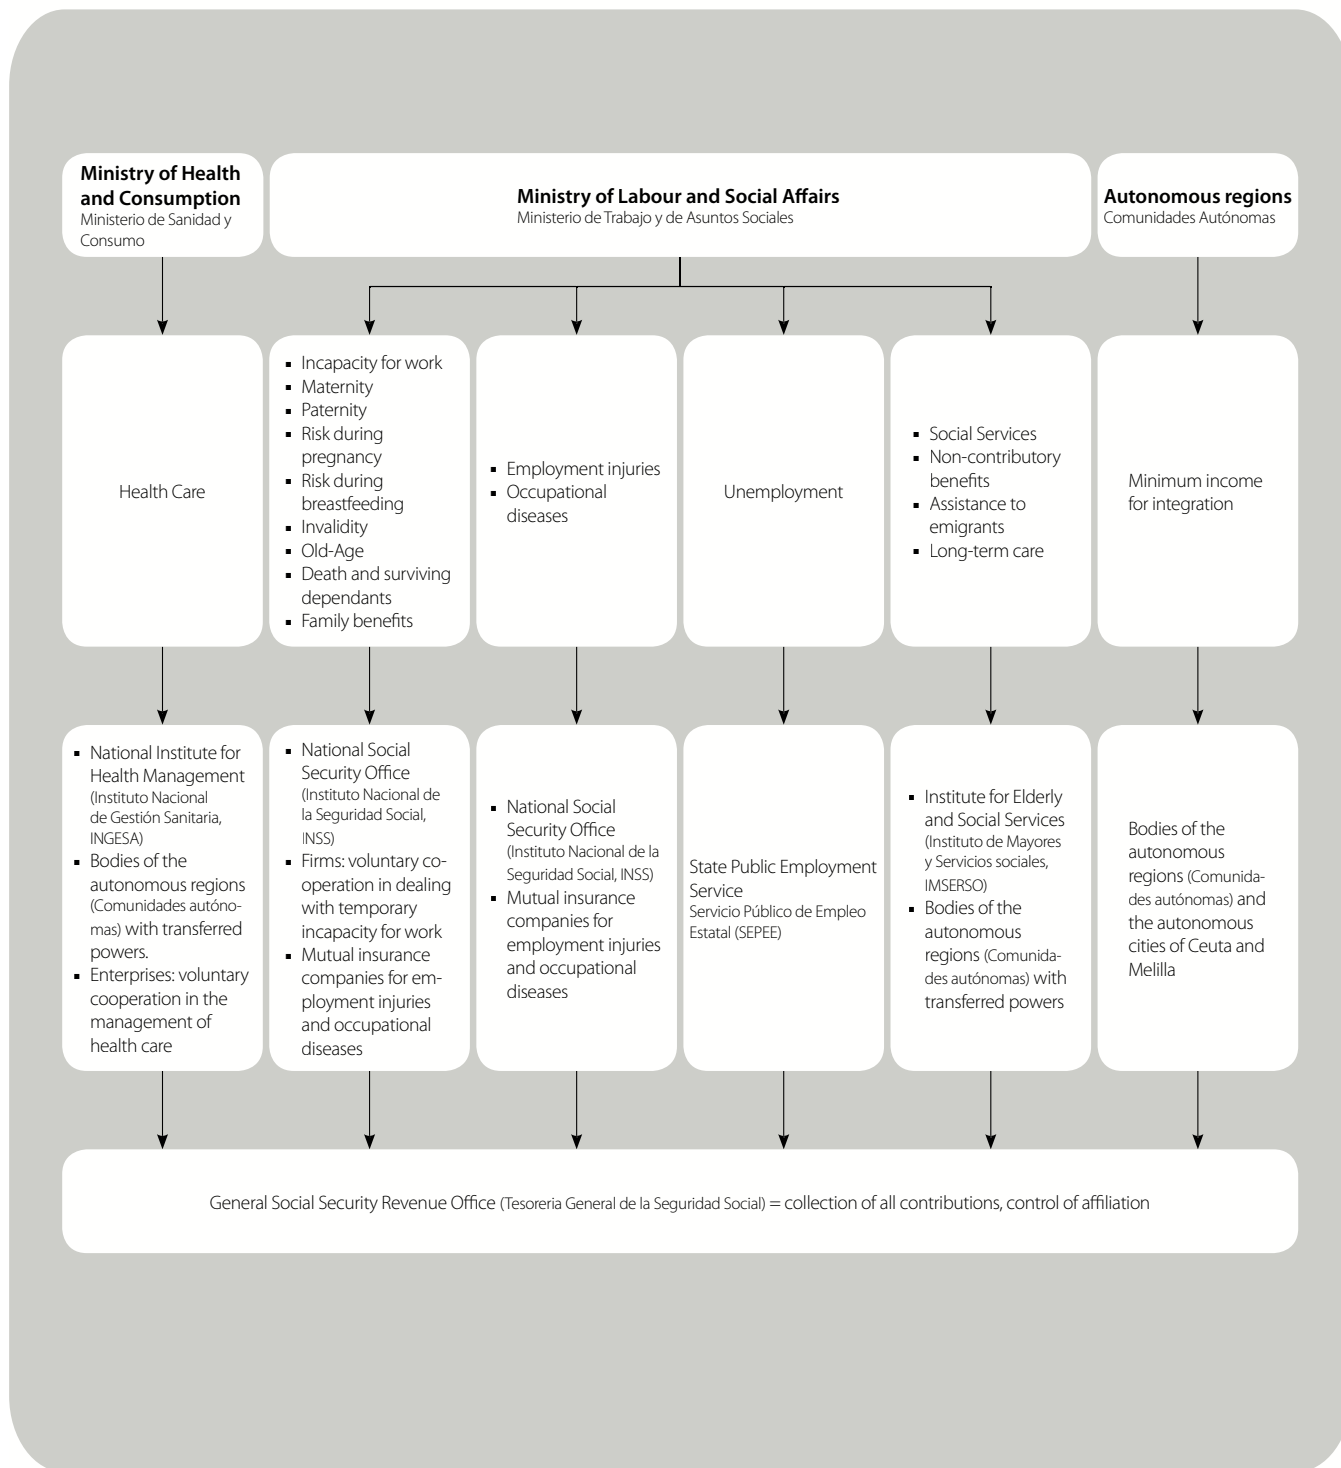 Ministry of Health
and Consumption
Ministerio de Sanidad y
Consumo
Ministry of Labour and Social Affairs
Ministerio de Trabajo y de Asuntos Sociales
Autonomous regions
Comunidades Autónomas
Health Care
▪ Incapacity for work
▪ Maternity
▪ Paternity
▪ Risk during
pregnancy
▪ Risk during
breastfeeding
▪ Invalidity
▪ Old-Age
▪ Death and surviving
dependants
▪ Family benefits
▪ Employment injuries
▪ Occupational
diseases
Unemployment
▪ Social Services
▪ Non-contributory
benefits
▪ Assistance to
emigrants
▪ Long-term care
Minimum income
for integration
▪ National Institute for
Health Management
(Instituto Nacional
de Gestión Sanitaria,
INGESA)
▪ Bodies of the
autonomous regions
(Comunidades autóno-
mas) with transferred
powers.
▪ Enterprises: voluntary
cooperation in the
management of
health care
▪ National Social
Security Office
(Instituto Nacional de
la Seguridad Social,
INSS)
▪ Firms: voluntary co-
operation in dealing
with temporary
incapacity for work
▪ Mutual insurance
companies for em-
ployment injuries
and occupational
diseases
▪ National Social
Security Office
(Instituto Nacional de la
Seguridad Social, INSS)
▪ Mutual insurance
companies for
employment injuries
and occupational
diseases
State Public Employment
Service
Servicio Público de Empleo
Estatal (SEPEE)
▪ Institute for Elderly
and Social Services
(Instituto de Mayores
y Servicios sociales,
IMSERSO)
▪ Bodies of the
autonomous
regions (Comunida-
des autónomas) with
transferred powers
Bodies of the
autonomous
regions (Comunida-
des autónomas) and
the autonomous
cities of Ceuta and
Melilla
General Social Security Revenue Office (Tesoreria General de la Seguridad Social) = collection of all contributions, control of affiliation